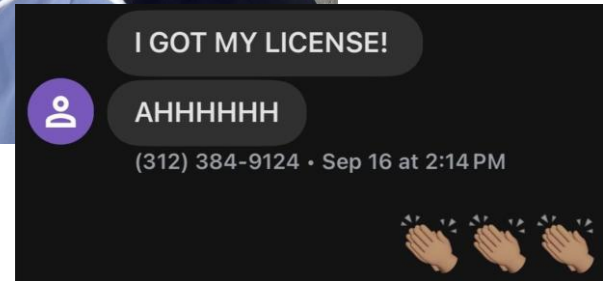 I GOT MY LICENSE!
AHHHHHH
(312) 384-9124 • Sep 16 at 2:14 PM
👏🏽👏🏽👏🏽